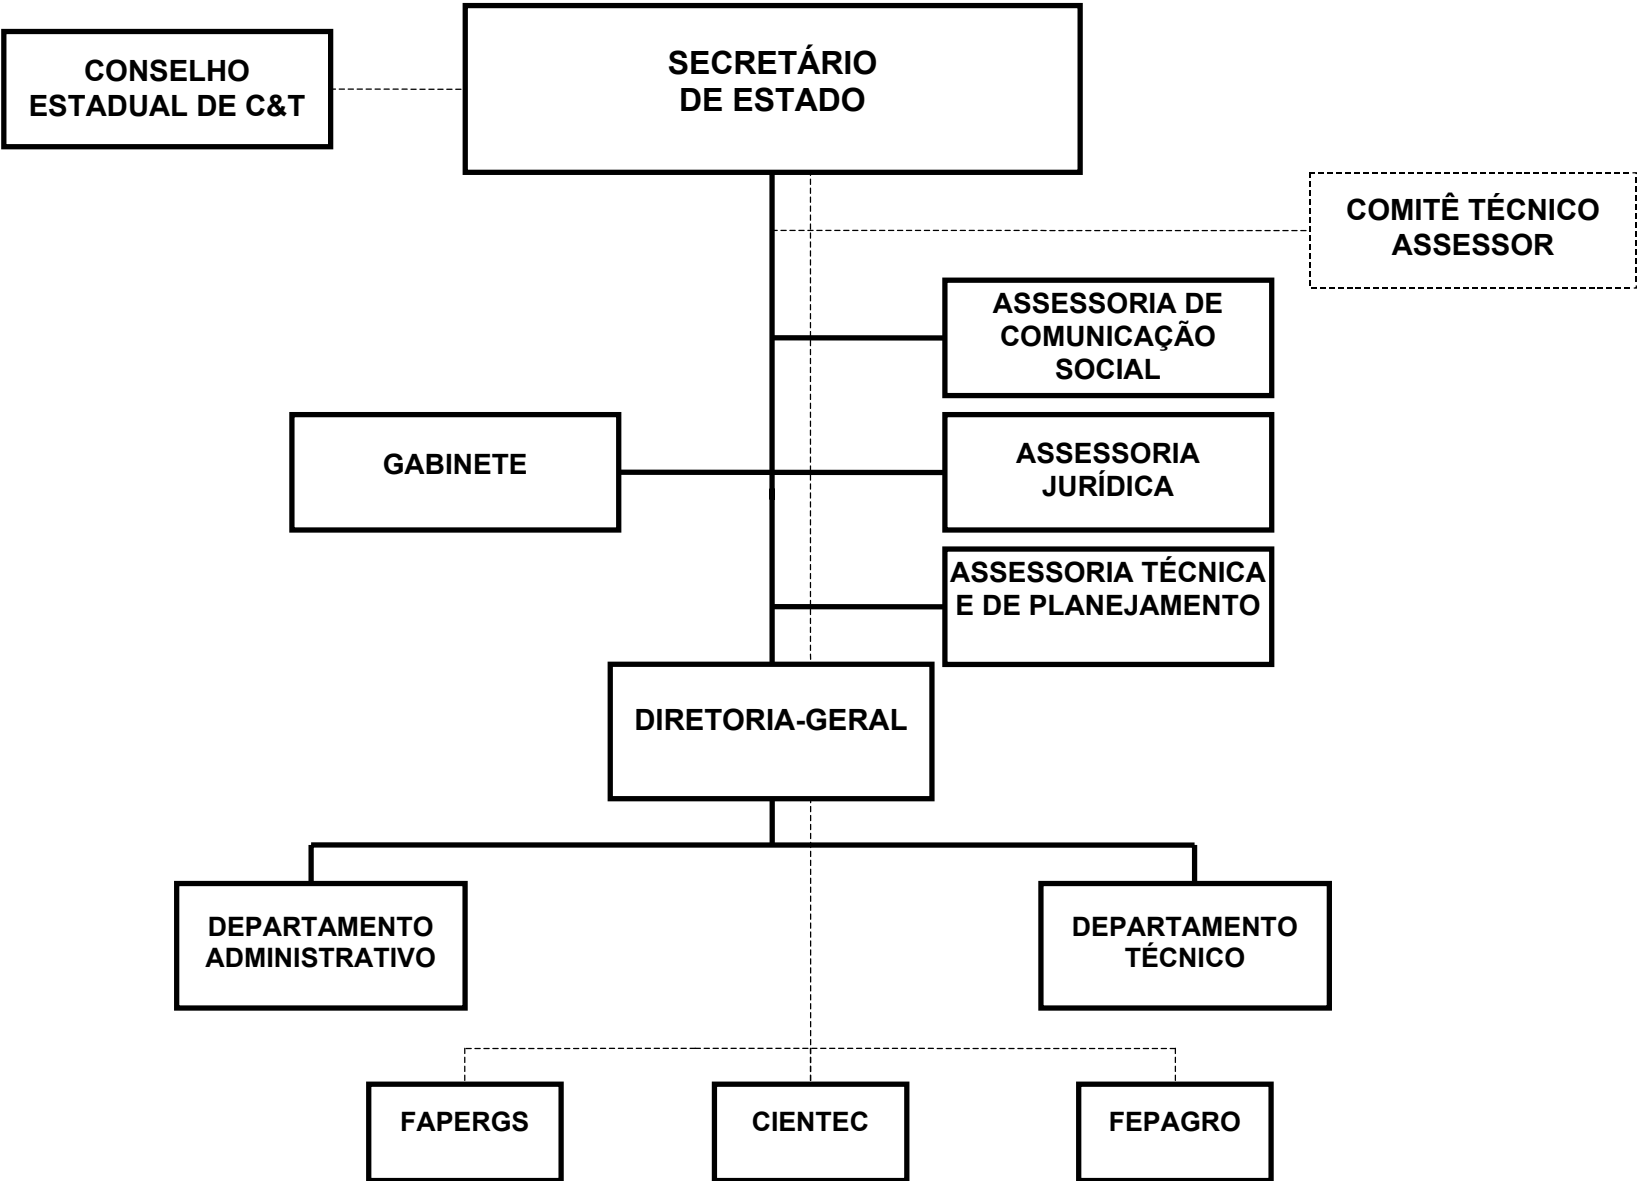 CONSELHO
ESTADUAL DE C&T
SECRETÁRIO
DE ESTADO
COMITÊ TÉCNICO
ASSESSOR
ASSESSORIA DE
COMUNICAÇÃO
SOCIAL
GABINETE
ASSESSORIA
JURÍDICA
ASSESSORIA TÉCNICA
E DE PLANEJAMENTO
DIRETORIA-GERAL
DEPARTAMENTO
ADMINISTRATIVO
DEPARTAMENTO
TÉCNICO
FAPERGS
CIENTEC
FEPAGRO